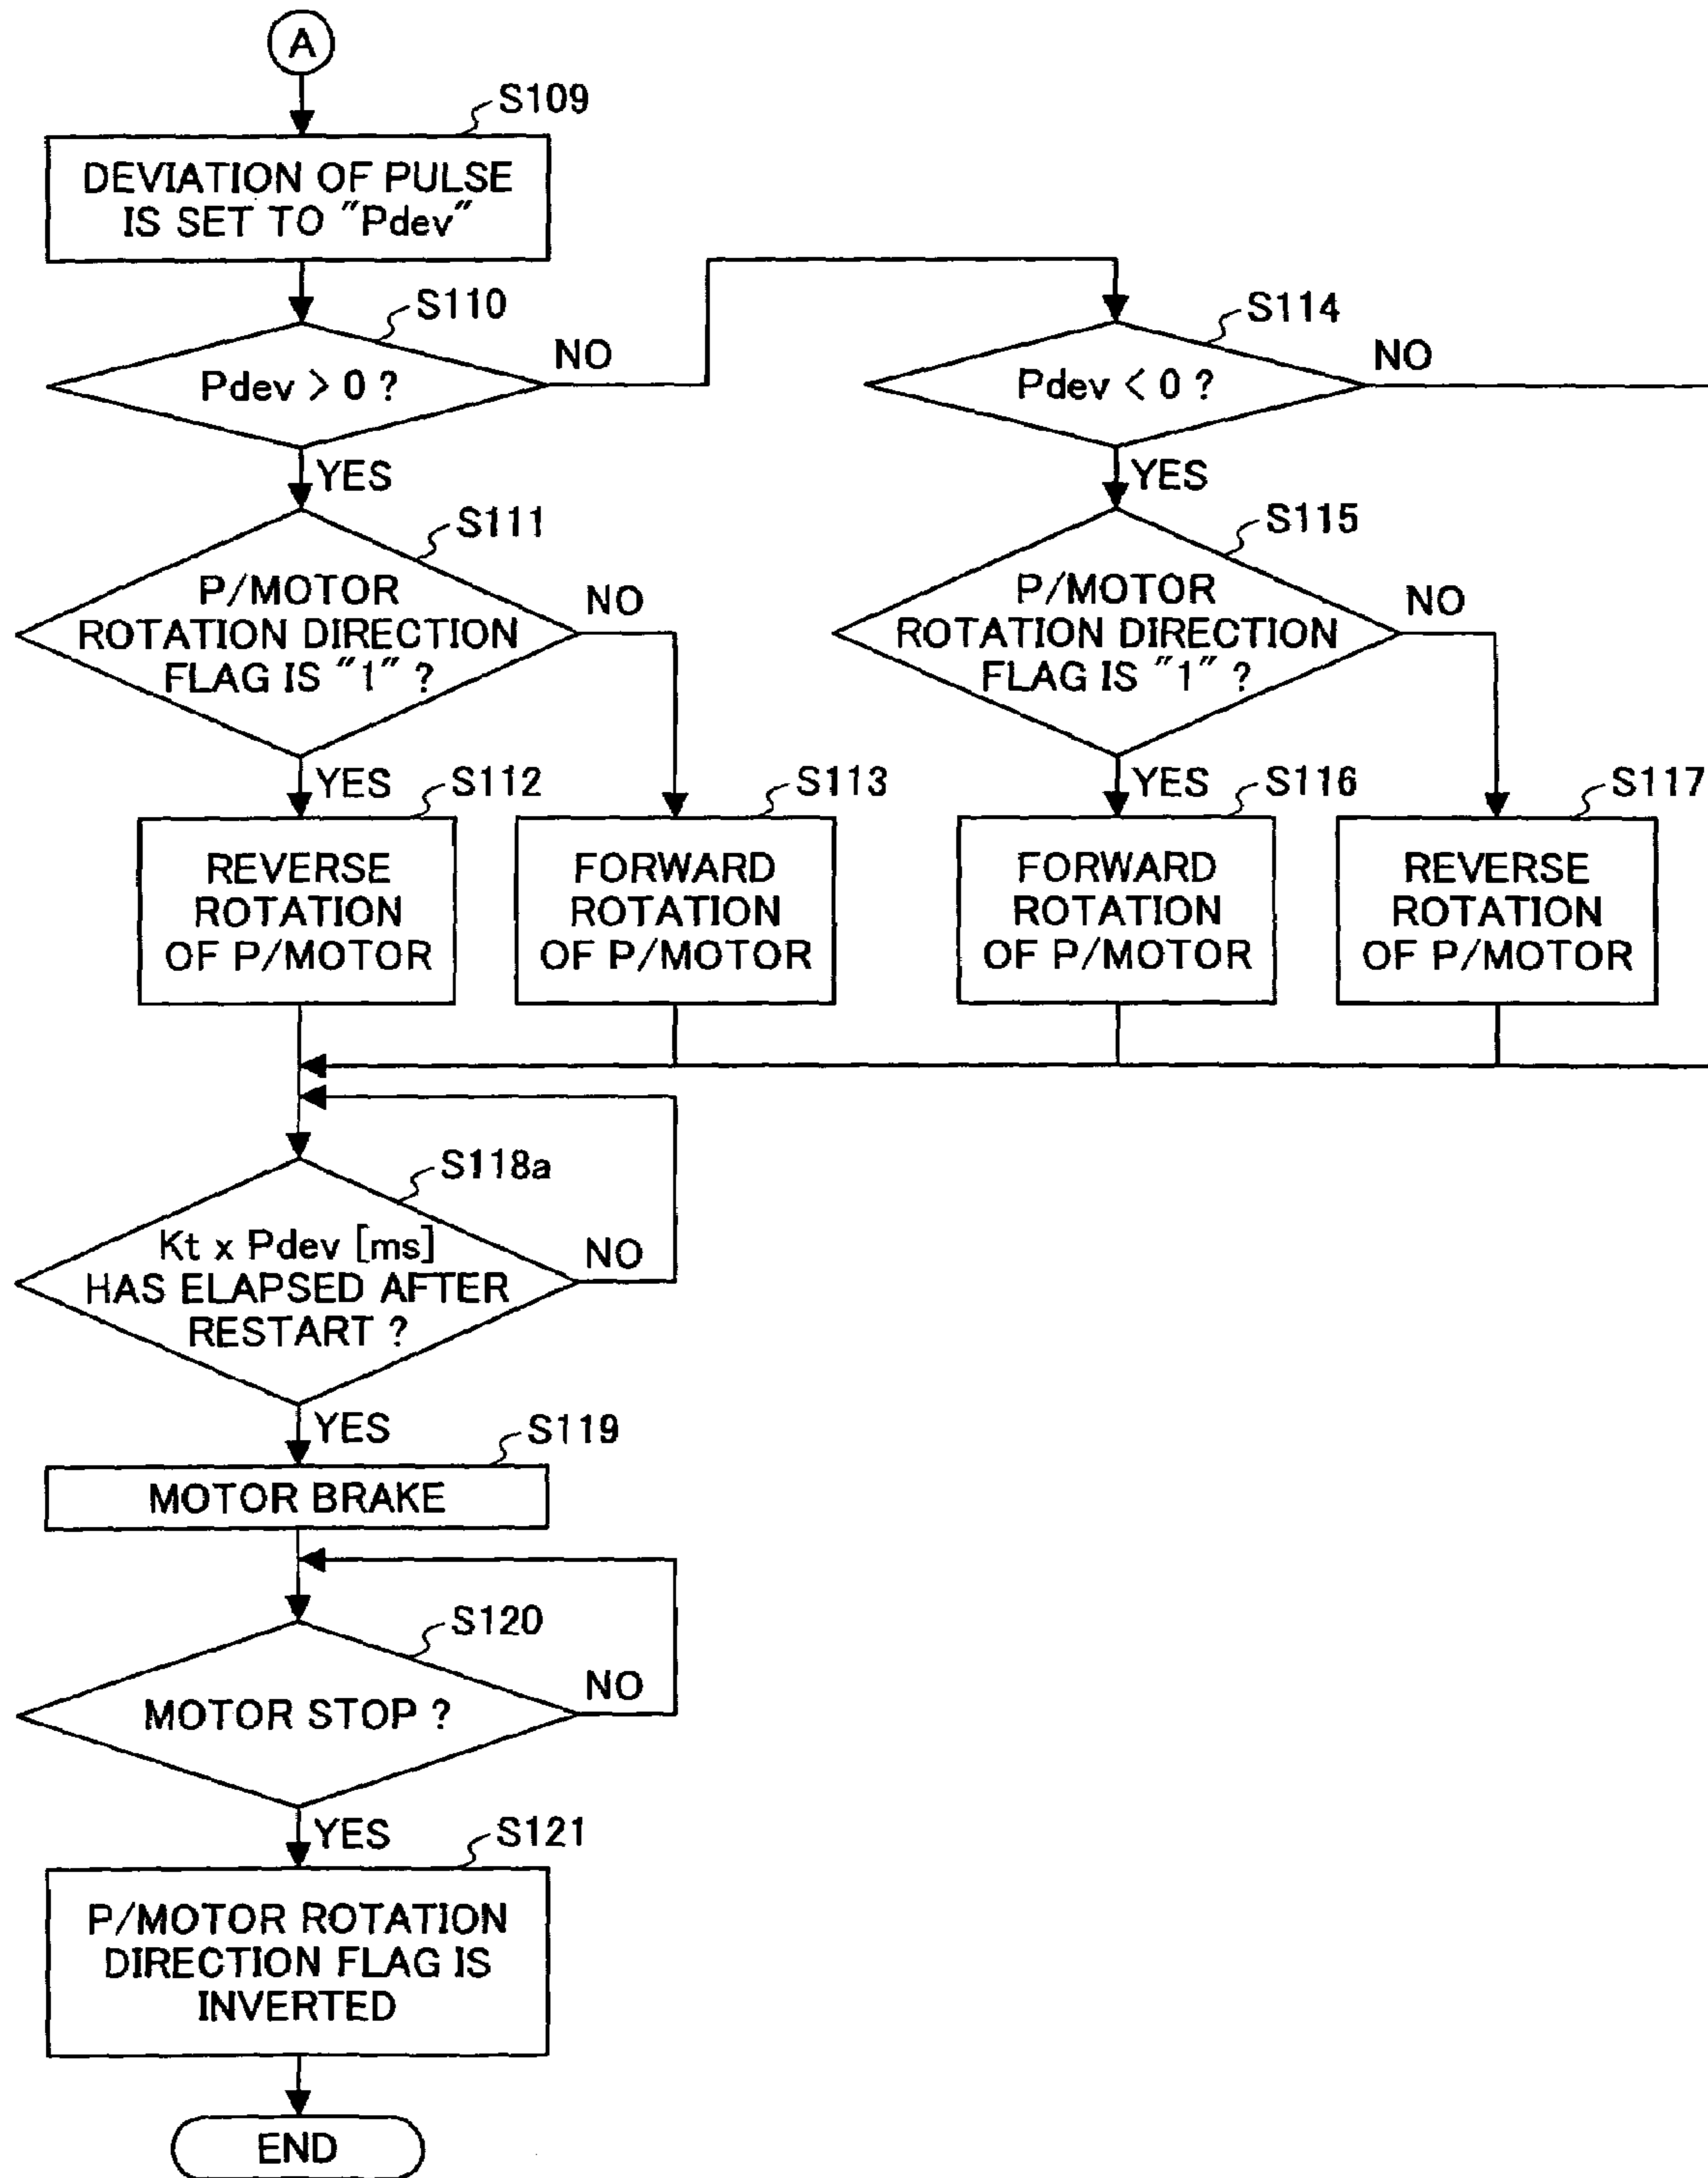 A
S109
DEVIATION OF PULSE
IS SET TO "Pdev"
S110
Pdev > 0 ?
NO
YES
S114
Pdev < 0 ?
NO
YES
S111
P/MOTOR
ROTATION DIRECTION
FLAG IS "1" ?
NO
YES
S115
P/MOTOR
ROTATION DIRECTION
FLAG IS "1" ?
NO
YES
S112
REVERSE
ROTATION
OF P/MOTOR
S113
FORWARD
ROTATION
OF P/MOTOR
S116
FORWARD
ROTATION
OF P/MOTOR
S117
REVERSE
ROTATION
OF P/MOTOR
S118a
Kt x Pdev [ms]
HAS ELAPSED AFTER
RESTART ?
NO
YES
S119
MOTOR BRAKE
S120
MOTOR STOP ?
NO
YES
S121
P/MOTOR ROTATION
DIRECTION FLAG IS
INVERTED
END